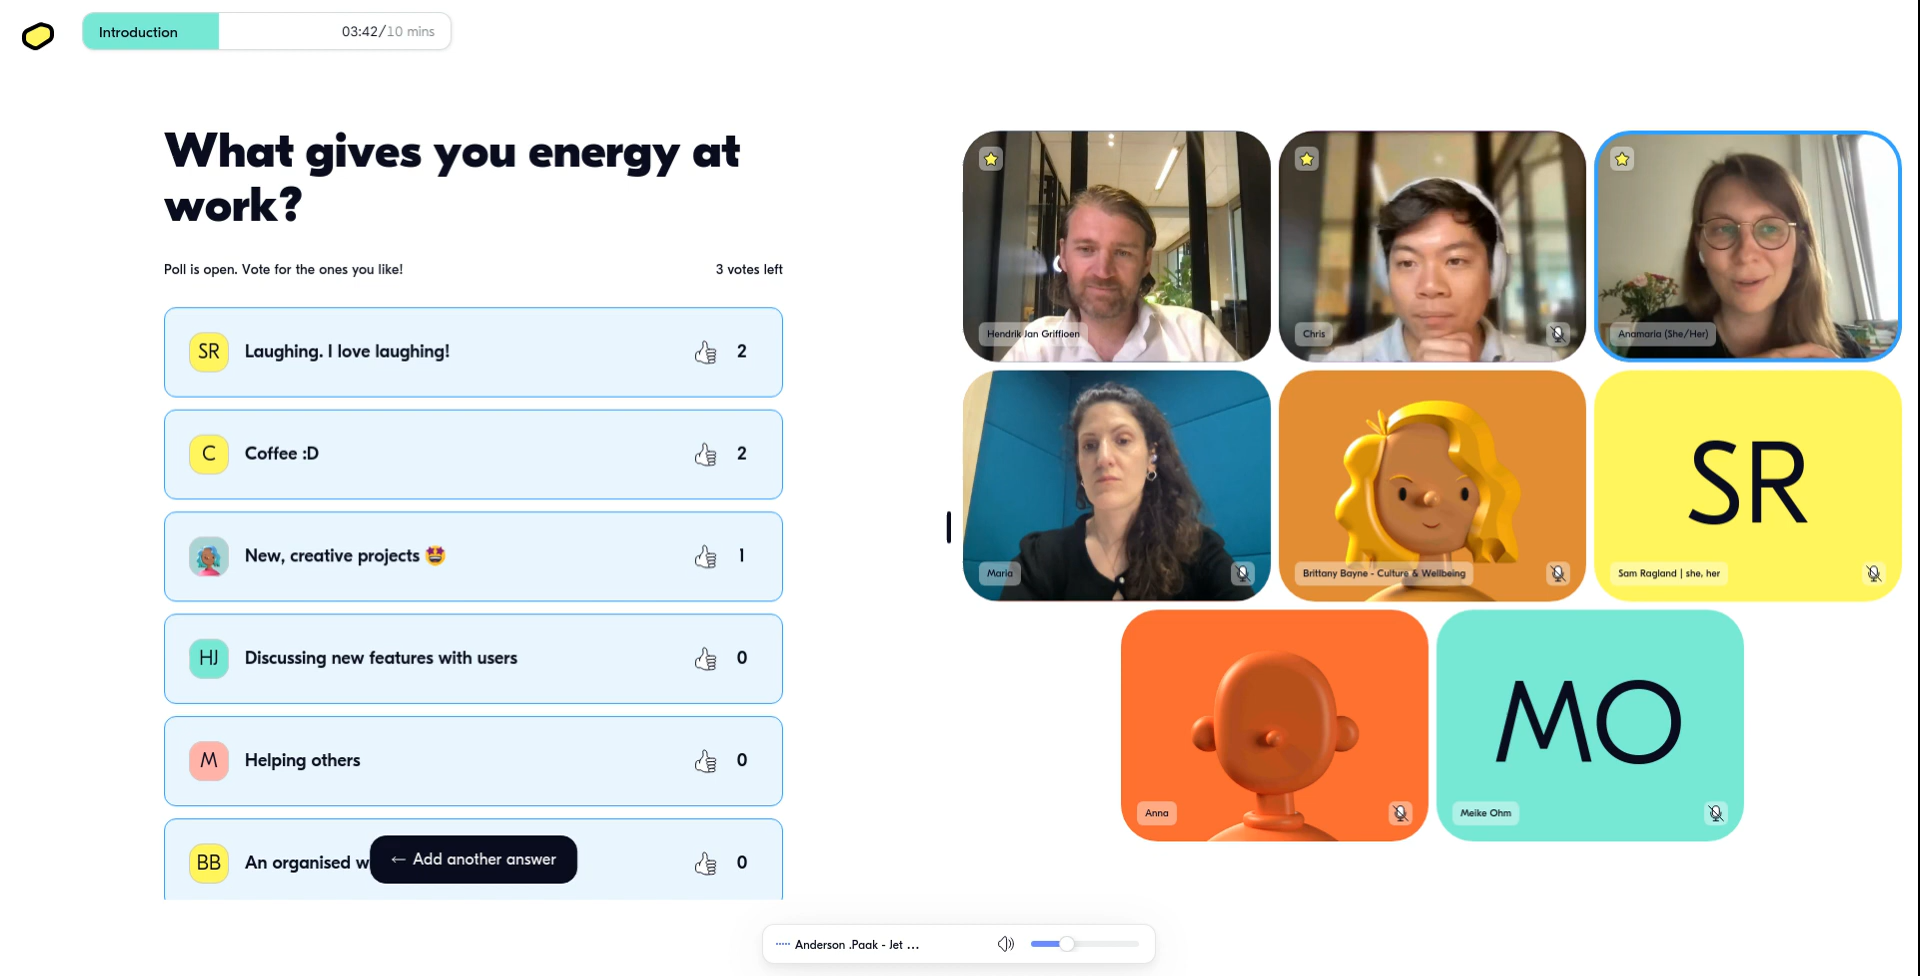 Introduction
03:42/10 mins
What gives you energy at
work?
Poll is open. Vote for the ones you like!
3 votes left
SR
Laughing. I love laughing!
2
C
Coffee :D
2
New, creative projects 🤩
1
HJ
Discussing new features with users
0
M
Helping others
0
BB
An organised w
0
← Add another answer
Hendrik Jan Griffioen
Chris
Anamaria (She/Her)
Maria
Brittany Bayne - Culture & Wellbeing
SR
Sam Ragland | she, her
Anna
MO
Meike Ohm
Anderson .Paak - Jet ...